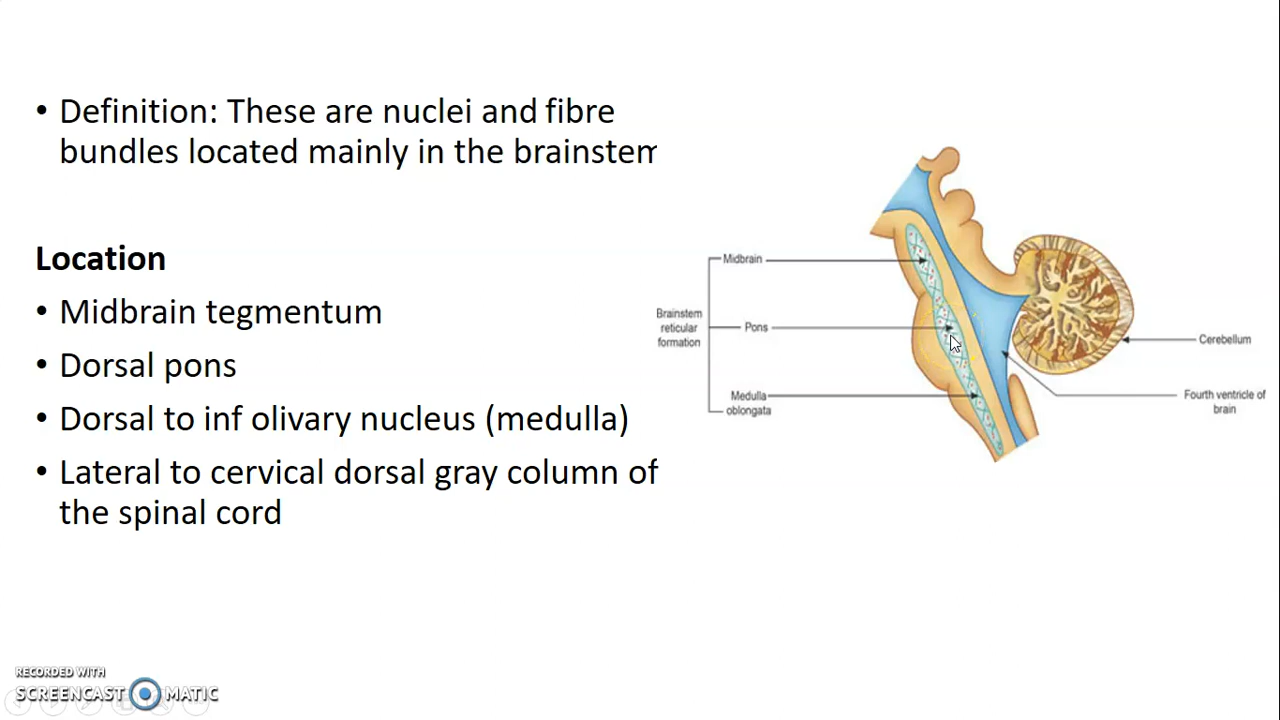 • Definition: These are nuclei and fibre
bundles located mainly in the brainstem
Location
• Midbrain tegmentum
• Dorsal pons
• Dorsal to inf olivary nucleus (medulla)
• Lateral to cervical dorsal gray column of
the spinal cord
Midbrain
Brainstem
reticular
formation
Pons
Medulla
oblongata
Cerebellum
Fourth ventricle of
brain
RECORDED WITH
SCREENCAST MATIC